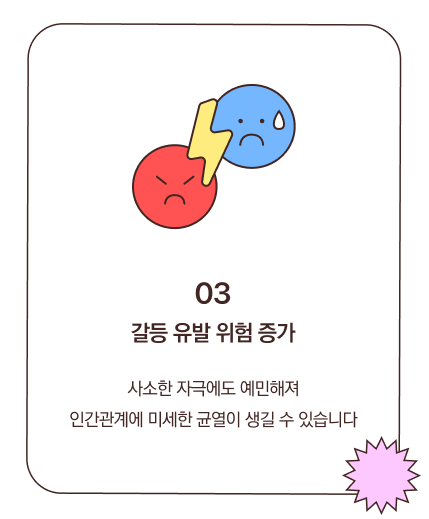 03
갈등 유발 위험 증가
사소한 자극에도 예민해져
인간관계에 미세한 균열이 생길 수 있습니다